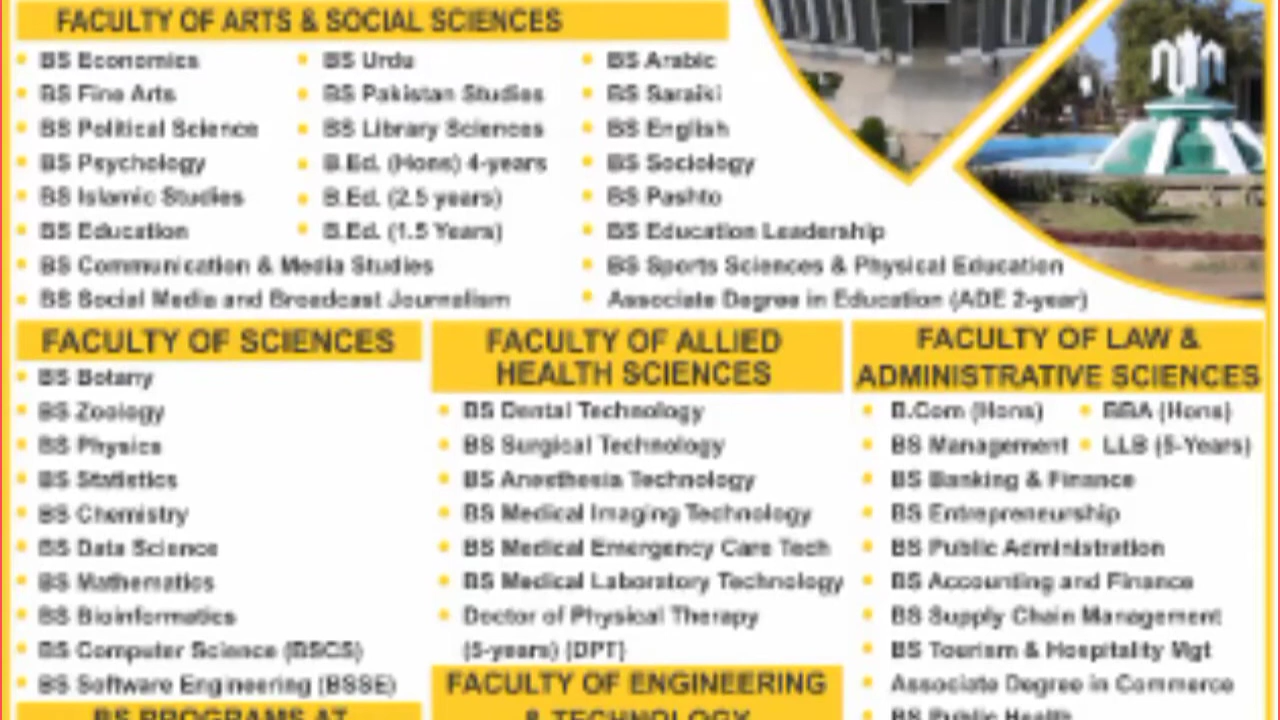 FACULTY OF ARTS & SOCIAL SCIENCES
BS Economics
BS Fine Arts
BS Political Science
BS Psychology
BS Islamic Studies
BS Education
BS Communication & Media Studies
BS Social Media and Broadcast Journalism
BS Urdu
BS Pakistan Studies
BS Library Sciences
B.Ed. (Hons) 4-years
B.Ed. (2.5 years)
B.Ed. (1.5 Years)
BS Arabic
BS Saraiki
BS English
BS Sociology
BS Pashto
BS Education Leadership
BS Sports Sciences & Physical Education
Associate Degree in Education (ADE 2-year)
FACULTY OF SCIENCES
BS Botany
BS Zoology
BS Physics
BS Statistics
BS Chemistry
BS Data Science
BS Mathematics
BS Bioinformatics
BS Computer Science (BSCS)
BS Software Engineering (BSSE)
BS PROGRAMS AT
FACULTY OF ALLIED
HEALTH SCIENCES
BS Dental Technology
BS Surgical Technology
BS Anesthesia Technology
BS Medical Imaging Technology
BS Medical Emergency Care Tech
BS Medical Laboratory Technology
Doctor of Physical Therapy
(5-years) (DPT)
FACULTY OF ENGINEERING
& TECHNOLOGY
FACULTY OF LAW &
ADMINISTRATIVE SCIENCES
B.Com (Hons)
BBA (Hons)
BS Management
LLB (5-Years)
BS Banking & Finance
BS Entrepreneurship
BS Public Administration
BS Accounting and Finance
BS Supply Chain Management
BS Tourism & Hospitality Mgt
Associate Degree in Commerce
BS Public Health